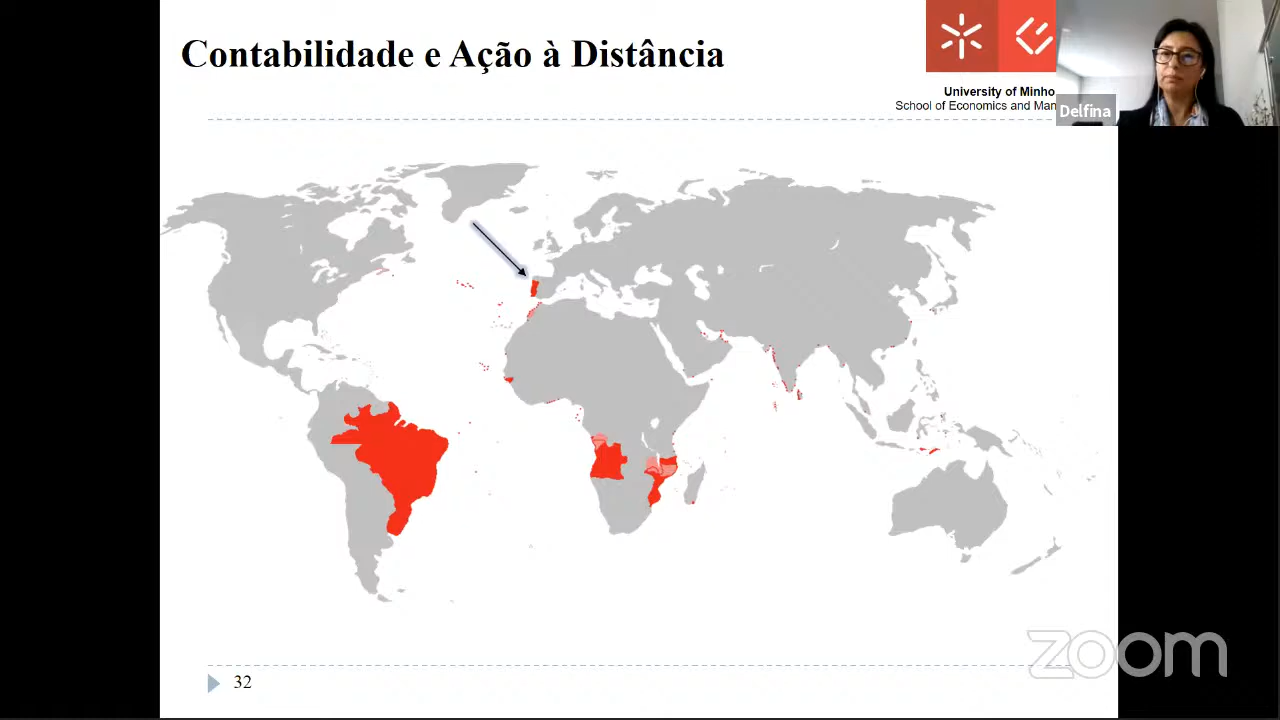 Contabilidade e Ação à Distância
University of Minho
School of Economics and Man
Delfina
zoom
32